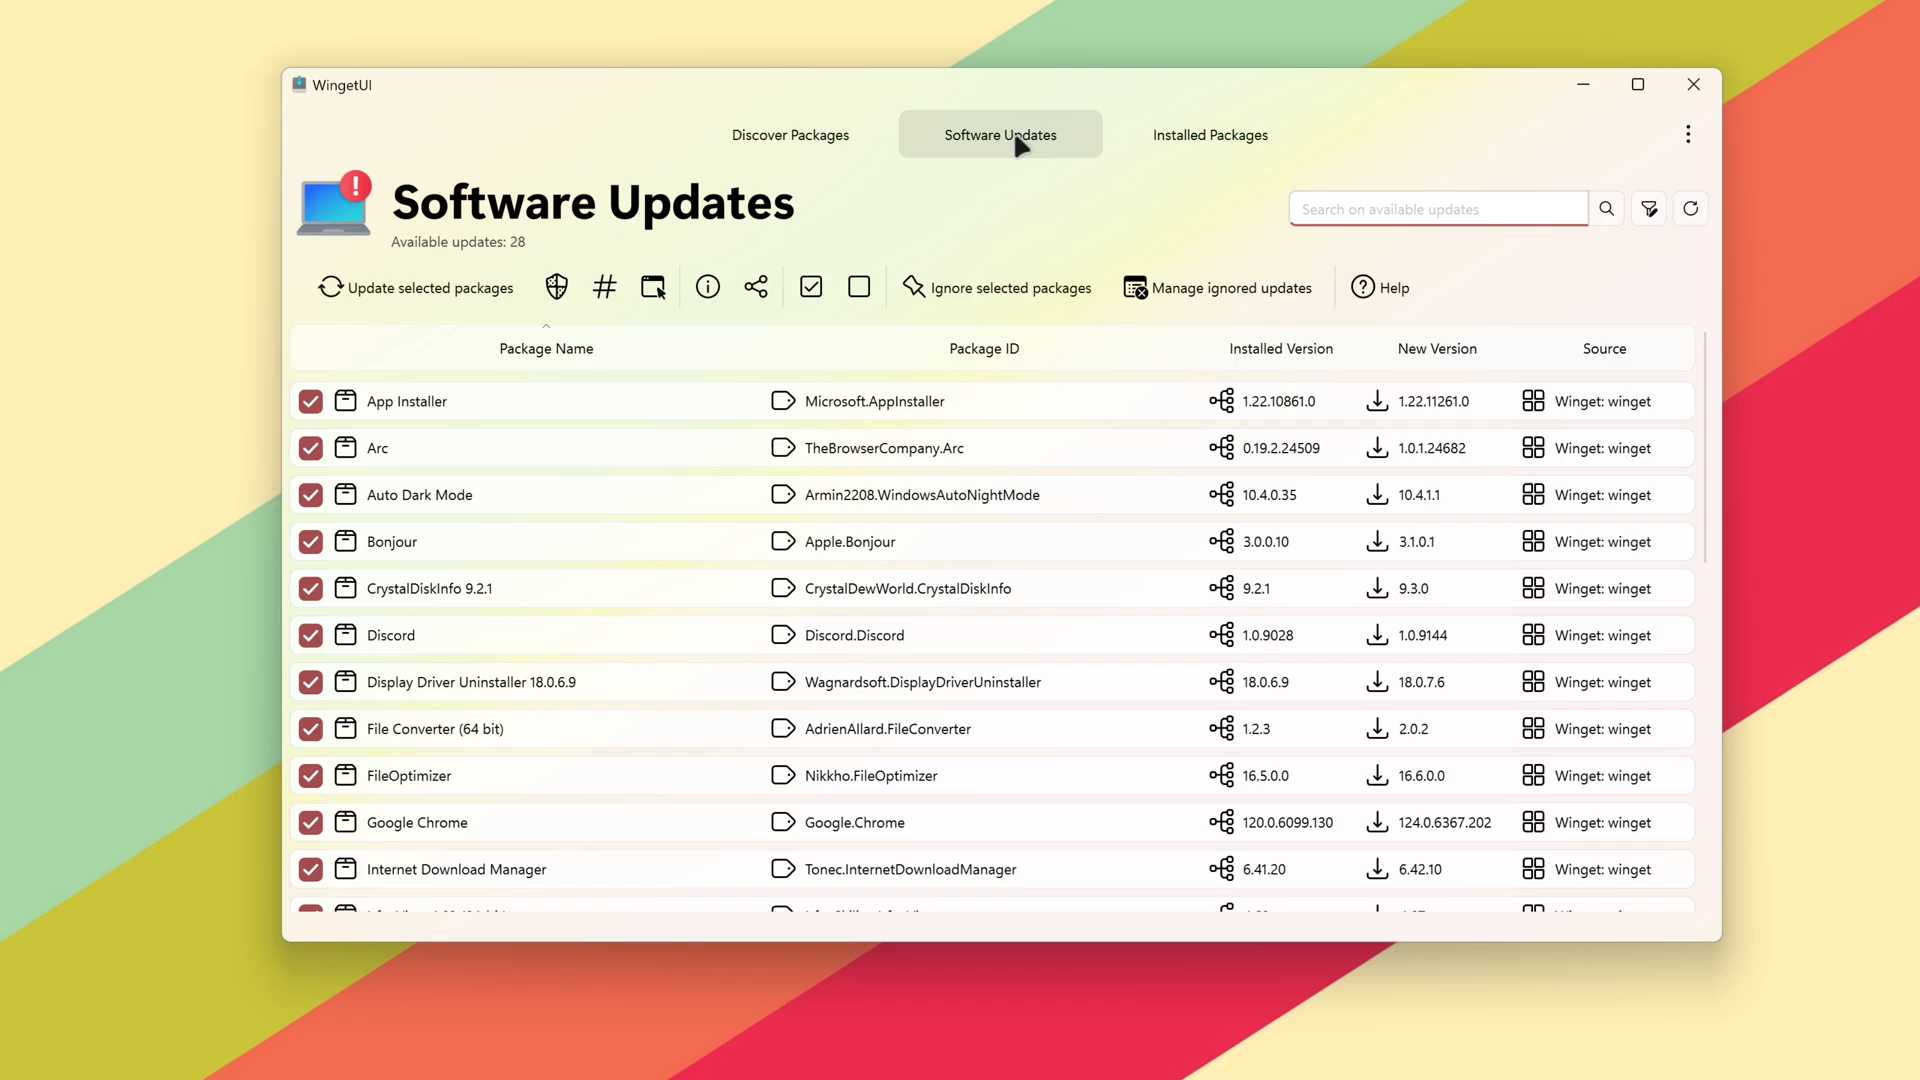 WingetUI
Discover Packages
Software Updates
Installed Packages
Software Updates
Available updates: 28
Search on available updates
Update selected packages
Ignore selected packages
Manage ignored updates
Help
Package Name Package ID Installed Version New Version Source
App Installer Microsoft.AppInstaller 1.22.10861.0 1.22.11261.0 Winget: winget
Arc TheBrowserCompany.Arc 0.19.2.24509 1.0.1.24682 Winget: winget
Auto Dark Mode Armin2208.WindowsAutoNightMode 10.4.0.35 10.4.1.1 Winget: winget
Bonjour Apple.Bonjour 3.0.0.10 3.1.0.1 Winget: winget
CrystalDiskInfo 9.2.1 CrystalDewWorld.CrystalDiskInfo 9.2.1 9.3.0 Winget: winget
Discord Discord.Discord 1.0.9028 1.0.9144 Winget: winget
Display Driver Uninstaller 18.0.6.9 Wagnardsoft.DisplayDriverUninstaller 18.0.6.9 18.0.7.6 Winget: winget
File Converter (64 bit) AdrienAllard.FileConverter 1.2.3 2.0.2 Winget: winget
FileOptimizer Nikkho.FileOptimizer 16.5.0.0 16.6.0.0 Winget: winget
Google Chrome Google.Chrome 120.0.6099.130 124.0.6367.202 Winget: winget
Internet Download Manager Tonec.InternetDownloadManager 6.41.20 6.42.10 Winget: winget